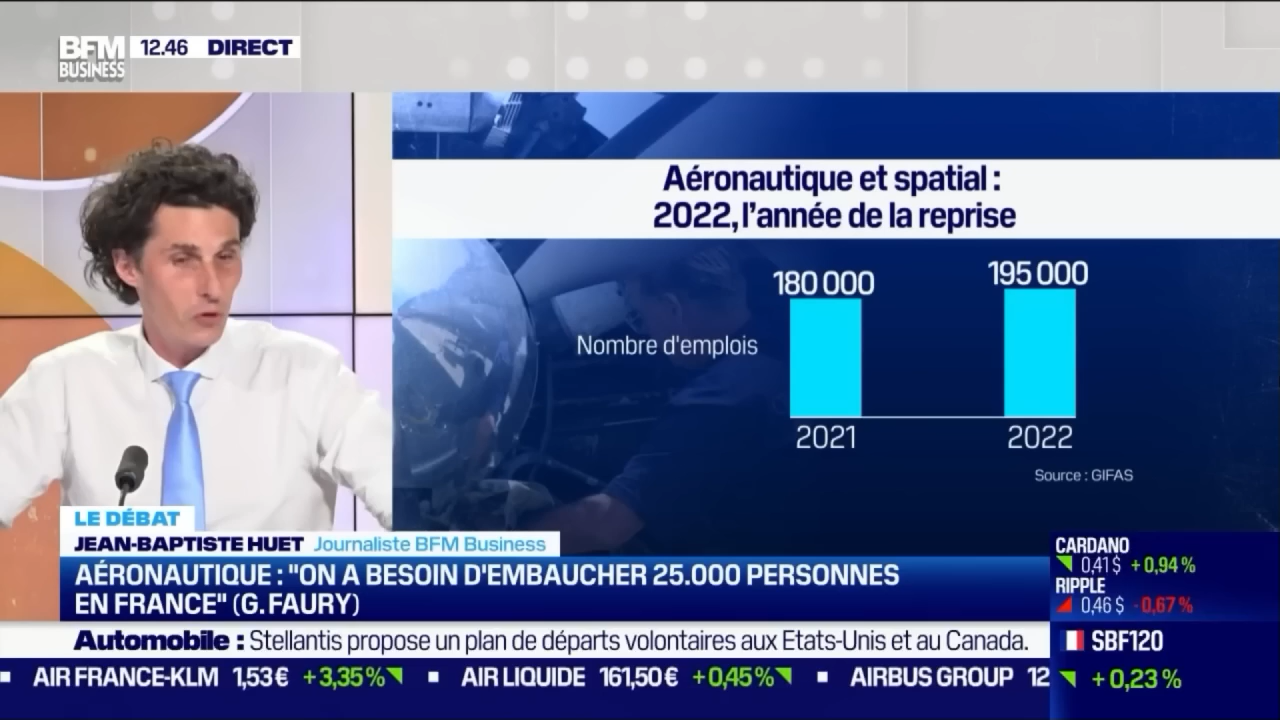 BFM
BUSINESS
12.46 DIRECT
Aéronautique et spatial :
2022, l'année de la reprise
180 000
195 000
Nombre d'emplois
2021
2022
Source : GIFAS
LE DÉBAT
JEAN-BAPTISTE HUET Journaliste BFM Business
AÉRONAUTIQUE : "ON A BESOIN D'EMBAUCHER 25.000 PERSONNES
EN FRANCE" (G. FAURY)
Automobile : Stellantis propose un plan de départs volontaires aux Etats-Unis et au Canada.
CARDANO
0,41 $ + 0,94 %
RIPPLE
0,46 $ - 0,67 %
SBF120
+ 0,23 %
AIR FRANCE-KLM 1,53 € + 3,35 % AIR LIQUIDE 161,50 € + 0,45 % AIRBUS GROUP 12